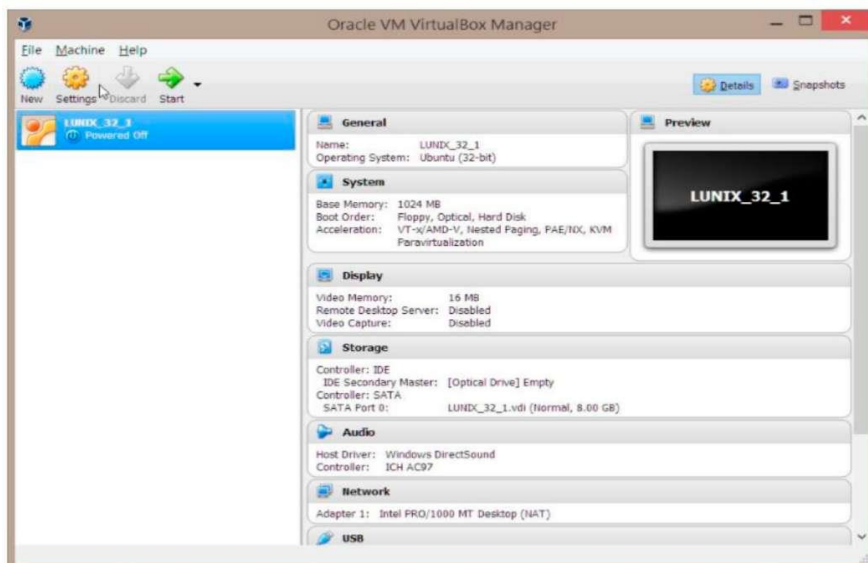 Oracle VM VirtualBox Manager
File Machine Help
New Settings Discard Start
Details Snapshots
LUNIX_32_1
Powered Off
General
Name: LUNIX_32_1
Operating System: Ubuntu (32-bit)
System
Base Memory: 1024 MB
Boot Order: Floppy, Optical, Hard Disk
Acceleration: VT-x/AMD-V, Nested Paging, PAE/NX, KVM
Paravirtualization
Preview
LUNIX_32_1
Display
Video Memory: 16 MB
Remote Desktop Server: Disabled
Video Capture: Disabled
Storage
Controller: IDE
IDE Secondary Master: [Optical Drive] Empty
Controller: SATA
SATA Port 0: LUNIX_32_1.vdi (Normal, 8.00 GB)
Audio
Host Driver: Windows DirectSound
Controller: ICH AC97
Network
Adapter 1: Intel PRO/1000 MT Desktop (NAT)
USB